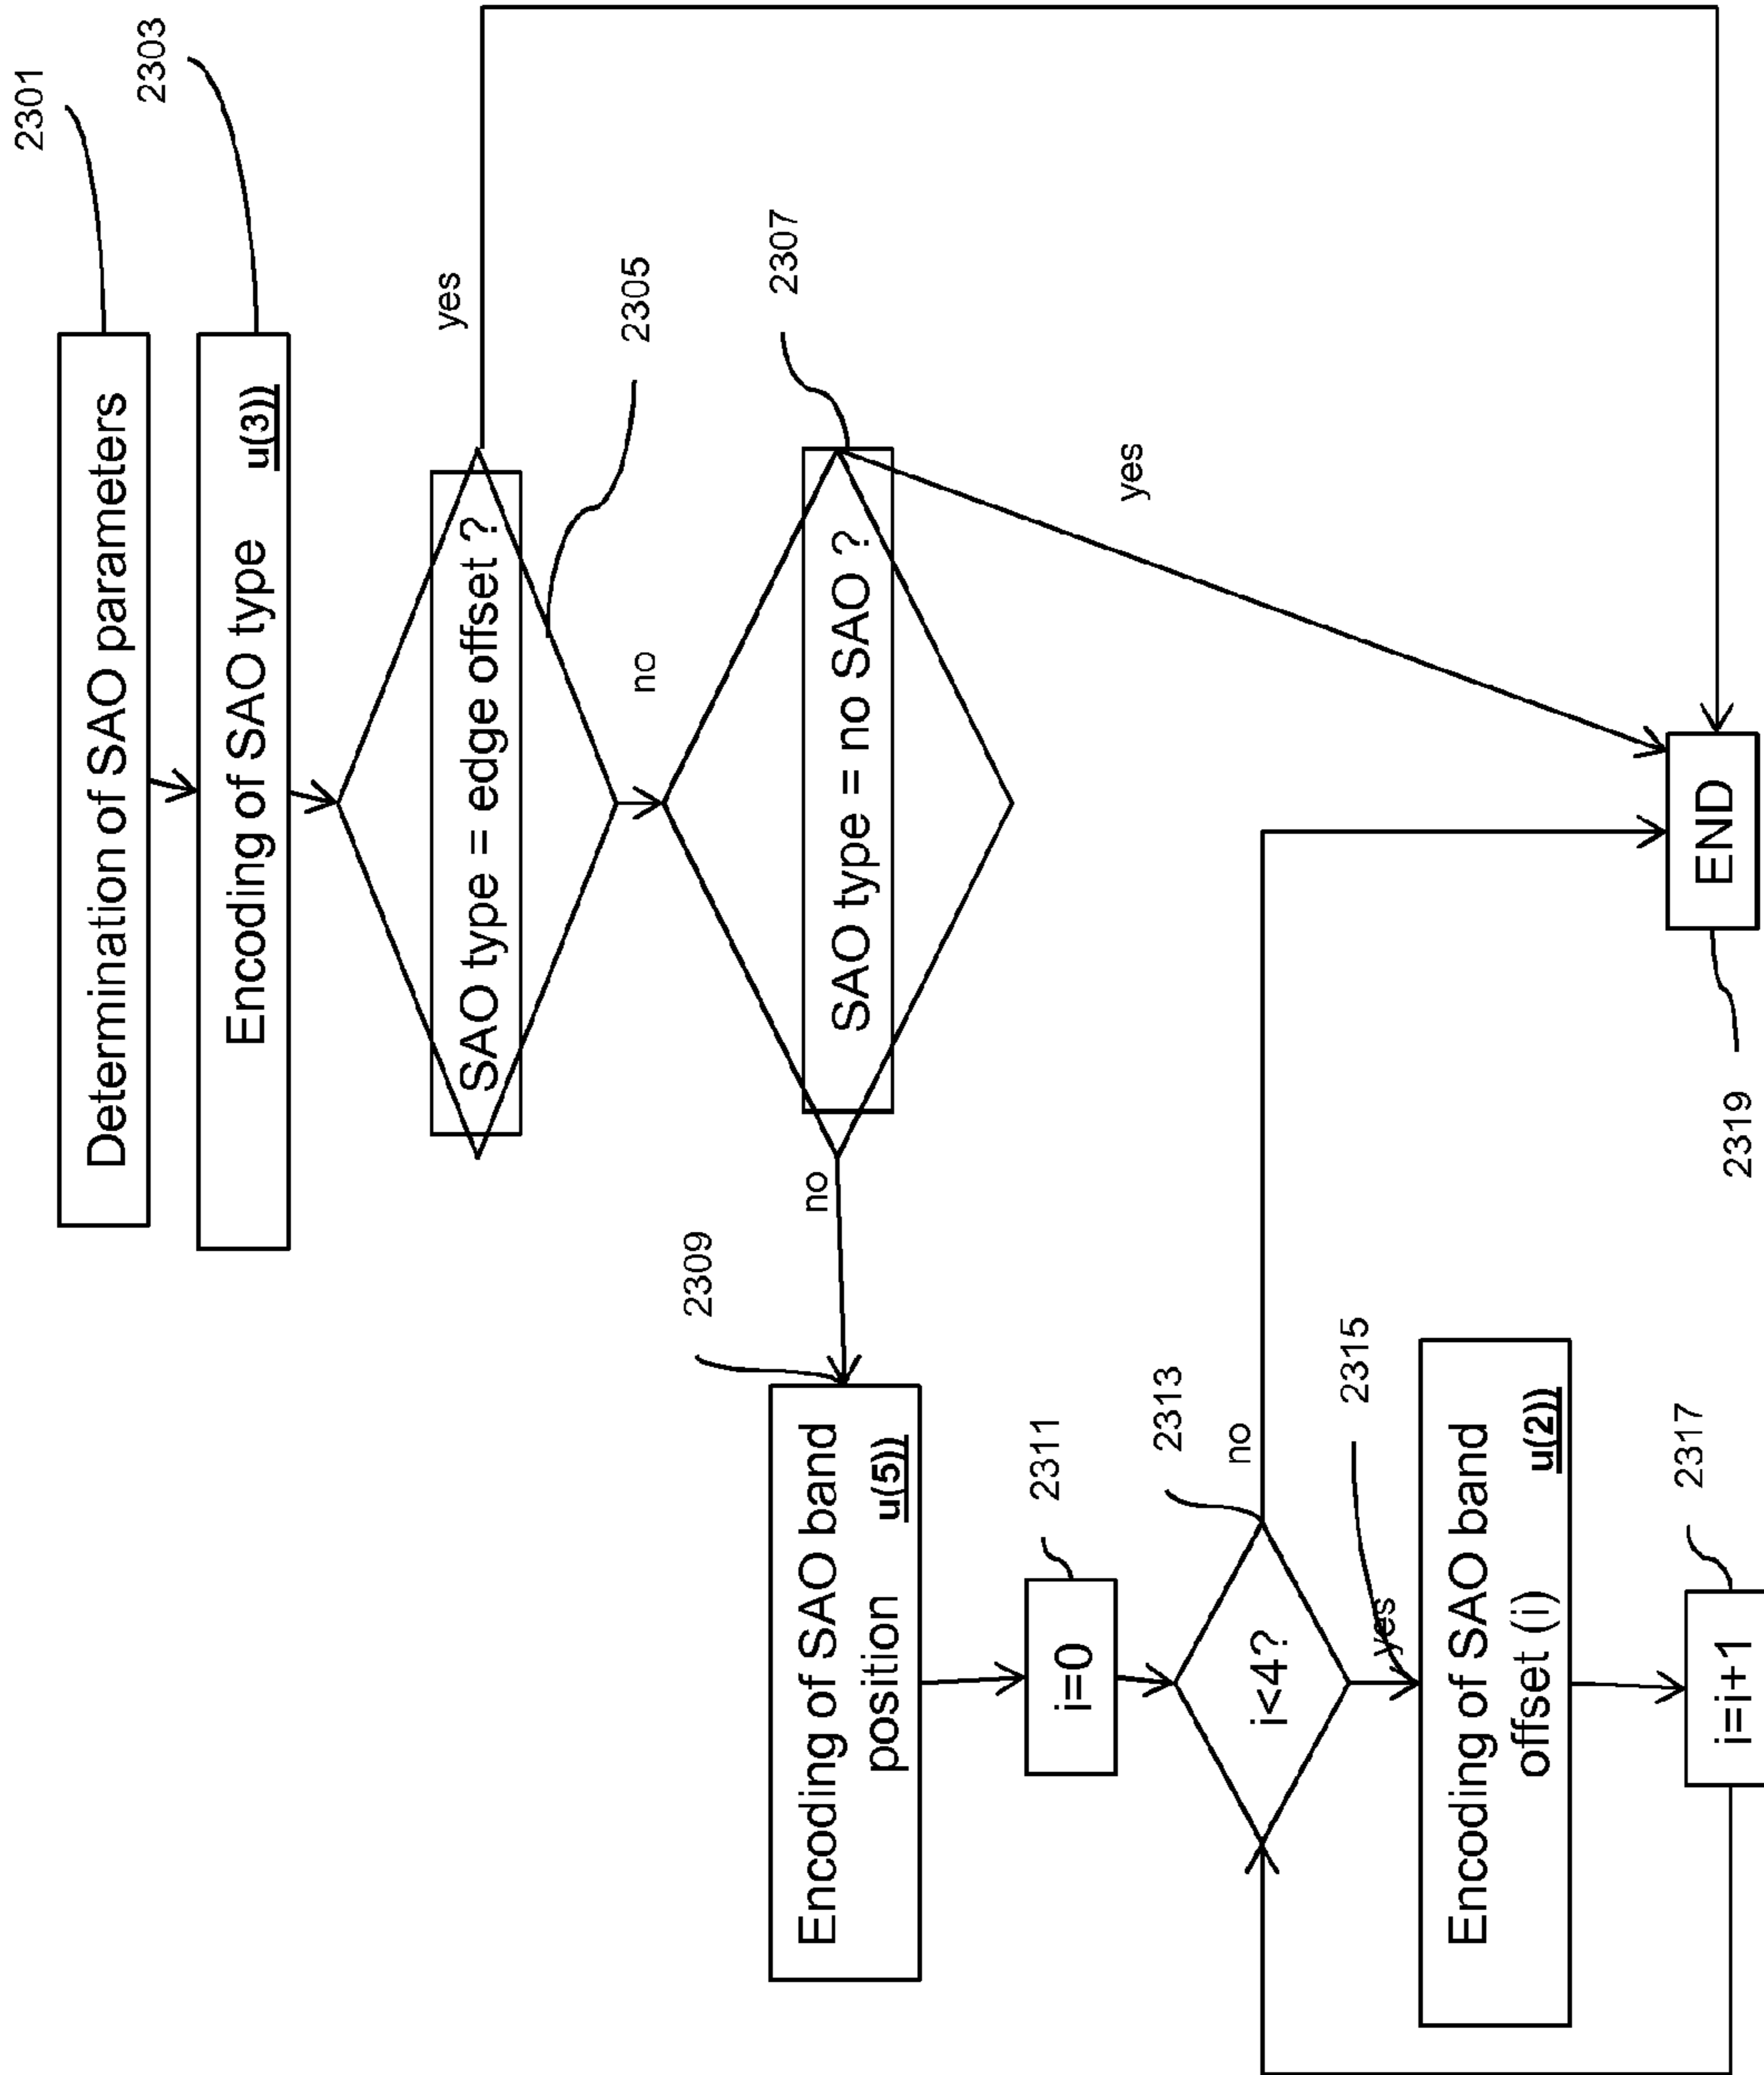 Determination of SAO parameters
2301
Encoding of SAO type u(3))
2303
SAO type = edge offset ?
yes
2305
no
SAO type = no SAO ?
2307
no
yes
2309
Encoding of SAO band
position u(5))
i=0
2311
i<4?
2313
no
yes
2315
Encoding of SAO band
offset (i) u(2))
i=i+1
2317
END
2319